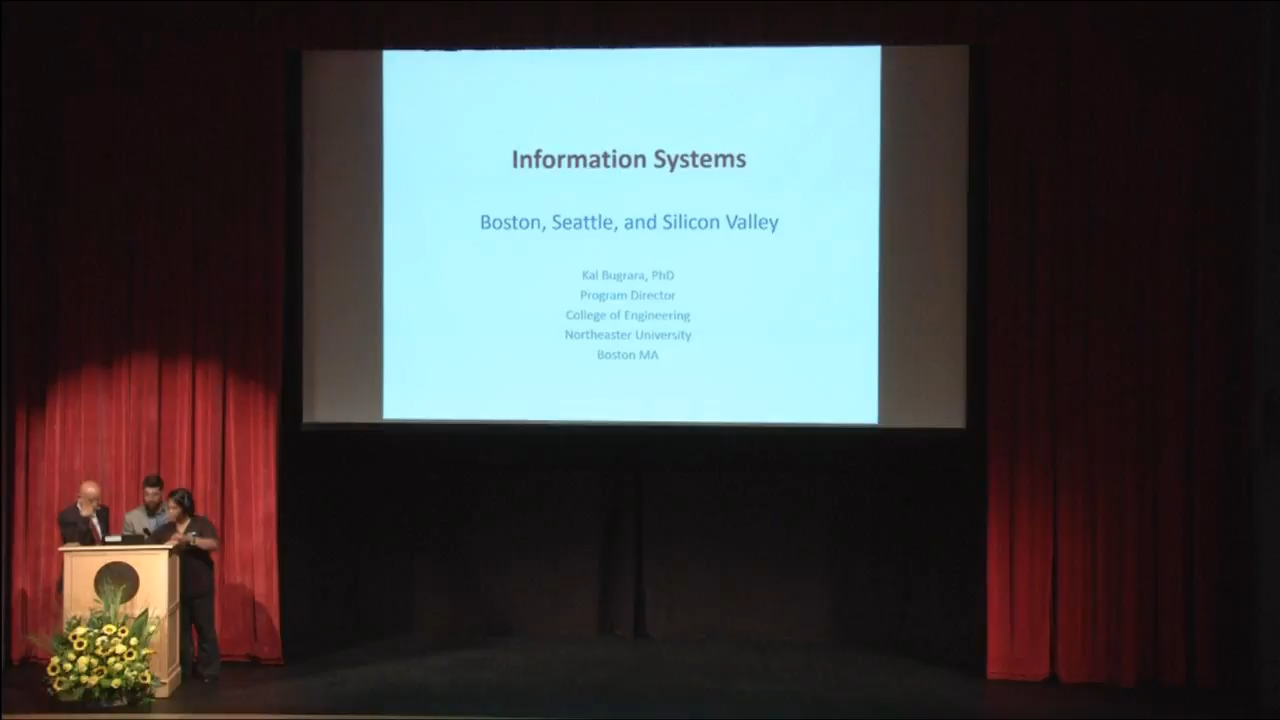 Information Systems
Boston, Seattle, and Silicon Valley
Kal Bugrara, PhD
Program Director
College of Engineering
Northeaster University
Boston MA